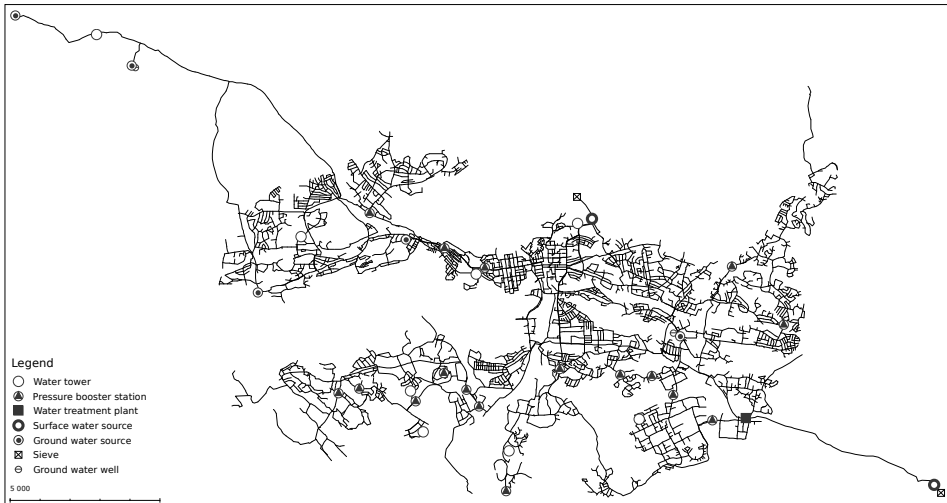 Legend
Water tower
Pressure booster station
Water treatment plant
Surface water source
Ground water source
Sieve
Ground water well
5 000